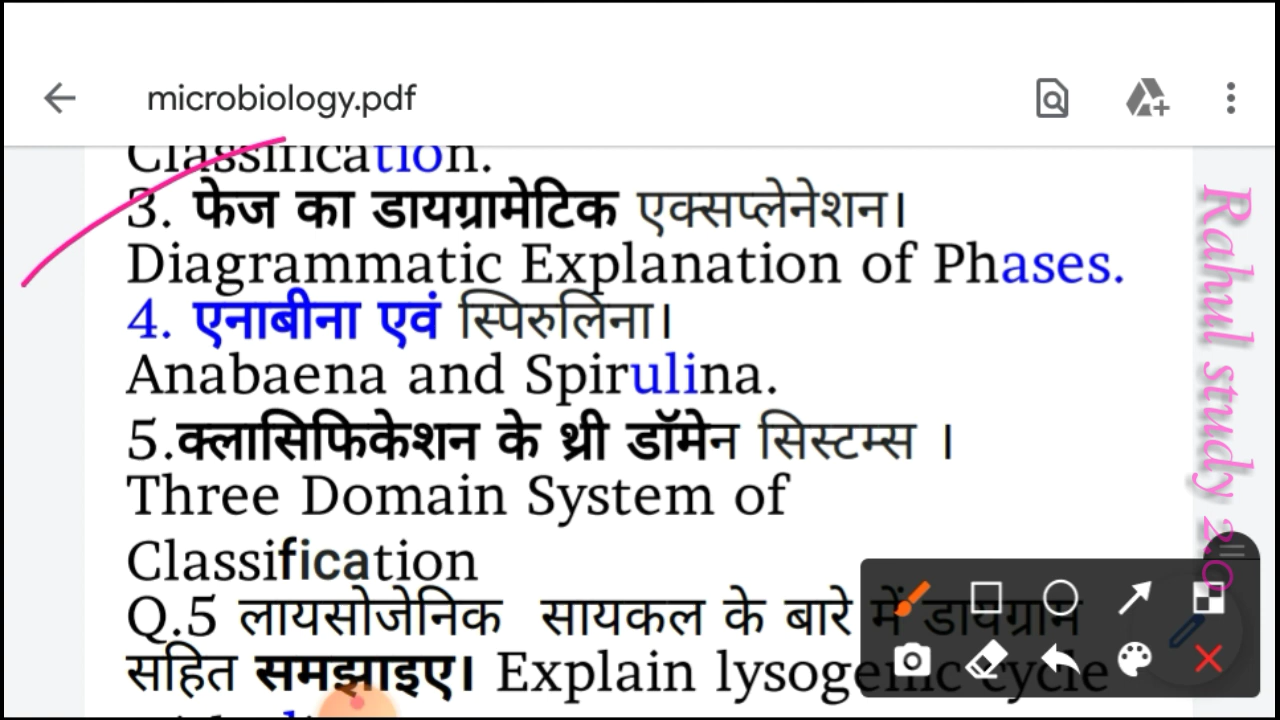 microbiology.pdf
Classification.
3. फेज का डायग्रामेटिक एक्सप्लेनेशन।
Diagrammatic Explanation of Phases.
4. एनाबीना एवं स्पिरुलिना।
Anabaena and Spirulina.
5.क्लासिफिकेशन के थ्री डॉमेन सिस्टम्स ।
Three Domain System of
Classification
Q.5 लायसोजेनिक सायकल के बारे में डायग्राम
सहित समझाइए। Explain lysogenic cycle
Rahul study 2.0